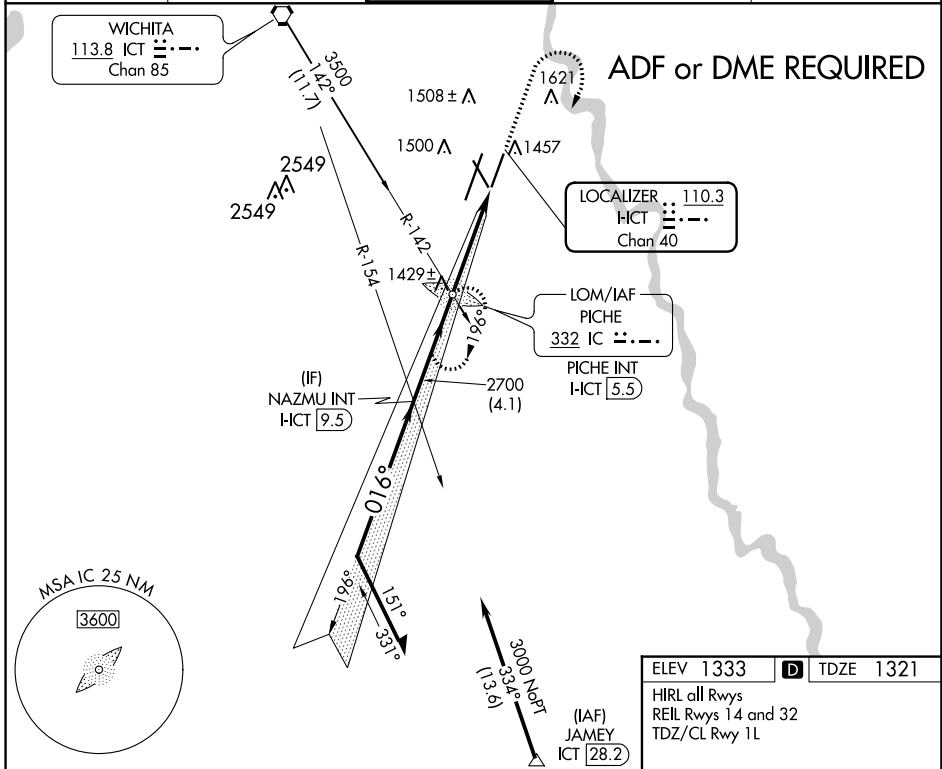 WICHITA
113.8 ICT
Chan 85
ADF or DME REQUIRED
3500
142°
(11.7)
1621
1508 ±
1500
1457
2549
2549
LOCALIZER 110.3
I-ICT
Chan 40
R-142
R-154
1429 ±
LOM/IAF
PICHE
332 IC
PICHE INT
I-ICT 5.5
196°
(IF)
NAZMU INT
I-ICT 9.5
2700
(4.1)
016°
MSA IC 25 NM
3600
196°
151°
331°
3000 NoPT
334°
(13.6)
(IAF)
JAMEY
ICT 28.2
ELEV 1333 D TDZE 1321
HIRL all Rwys
REIL Rwys 14 and 32
TDZ/CL Rwy 1L